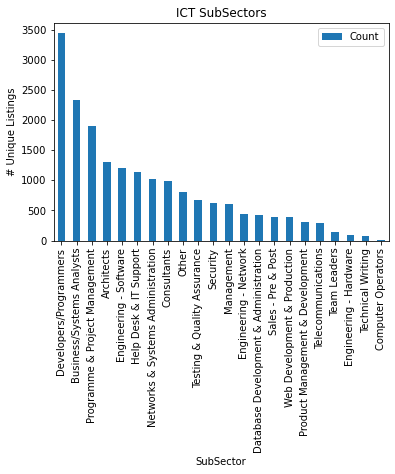 ICT SubSectors
Count
# Unique Listings
3500
3000
2500
2000
1500
1000
500
0
Developers/Programmers
Business/Systems Analysts
Programme & Project Management
Architects
Engineering - Software
Help Desk & IT Support
Networks & Systems Administration
Consultants
Other
Testing & Quality Assurance
Security
Management
Engineering - Network
Database Development & Administration
Sales - Pre & Post
Web Development & Production
Product Management & Development
Telecommunications
Team Leaders
Engineering - Hardware
Technical Writing
Computer Operators
SubSector